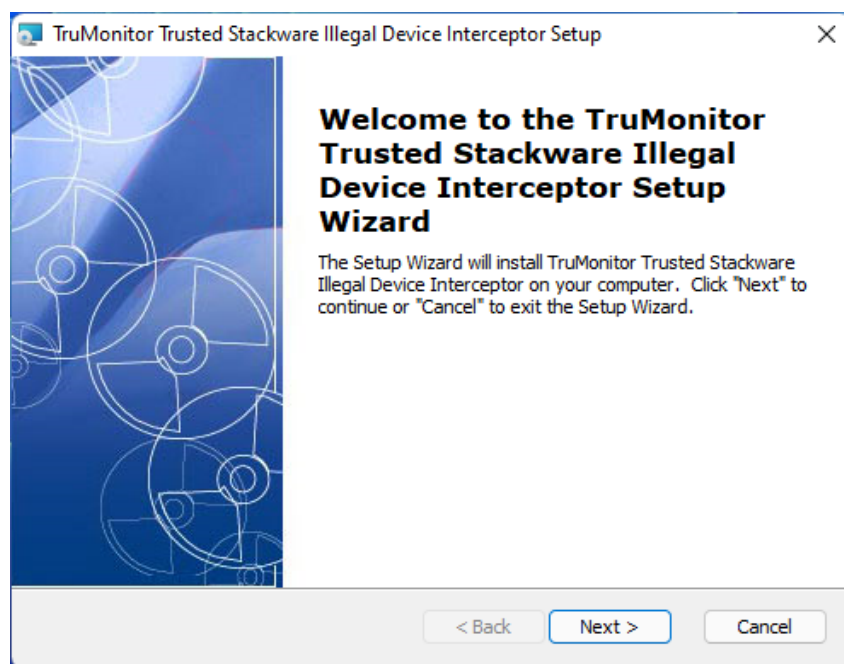 TruMonitor Trusted Stackware Illegal Device Interceptor Setup
Welcome to the TruMonitor
Trusted Stackware Illegal
Device Interceptor Setup
Wizard
The Setup Wizard will install TruMonitor Trusted Stackware
Illegal Device Interceptor on your computer.  Click "Next" to
continue or "Cancel" to exit the Setup Wizard.
< Back
Next >
Cancel